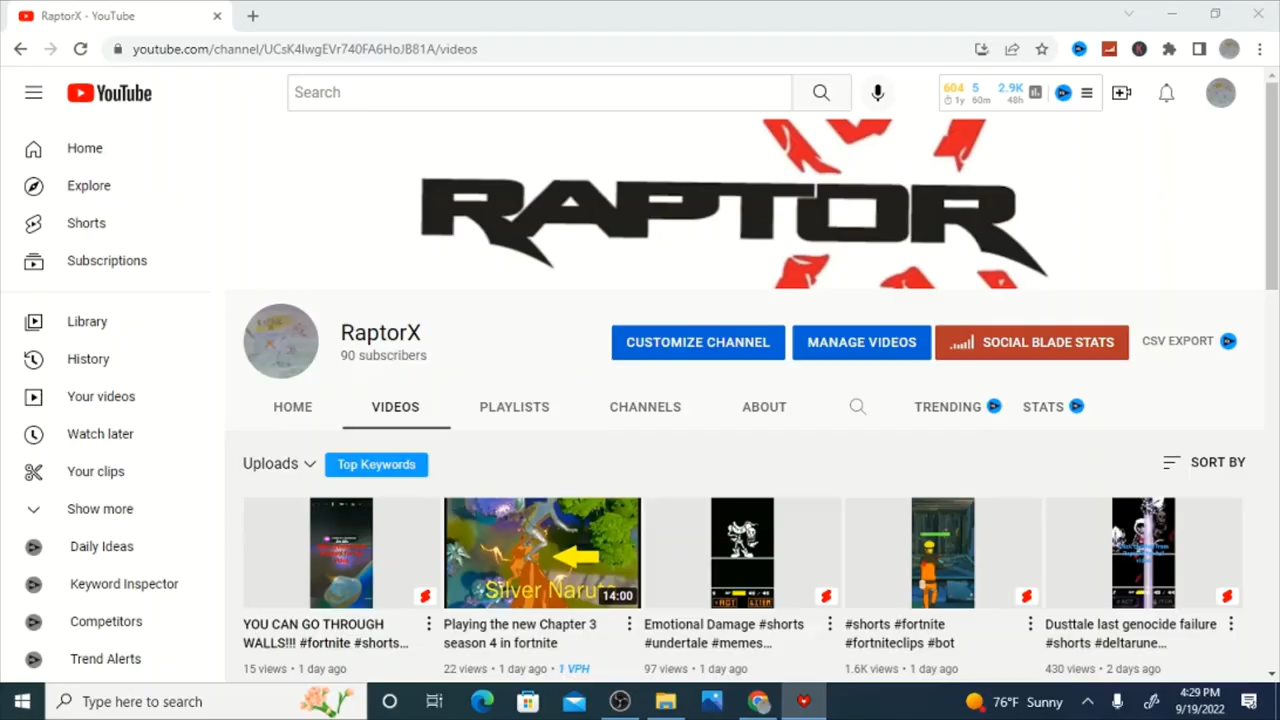 RaptorX - YouTube
youtube.com/channel/UCsK4IwgEVr740FA6HoJB81A/videos
YouTube
Search
604 5 2.9K
1y 60m 48h
Home
Explore
Shorts
Subscriptions
Library
History
Your videos
Watch later
Your clips
Show more
Daily Ideas
Keyword Inspector
Competitors
Trend Alerts
RAPTOR
RaptorX
90 subscribers
CUSTOMIZE CHANNEL
MANAGE VIDEOS
SOCIAL BLADE STATS
CSV EXPORT
HOME
VIDEOS
PLAYLISTS
CHANNELS
ABOUT
TRENDING
STATS
Uploads
Top Keywords
SORT BY
Silver Naruto
14:00
YOU CAN GO THROUGH
WALLS!!! #fortnite #shorts...
15 views • 1 day ago
Playing the new Chapter 3
season 4 in fortnite
22 views • 1 day ago • 1 VPH
Emotional Damage #shorts
#undertale #memes...
97 views • 1 day ago
#shorts #fortnite
#fortniteclips #bot
1.6K views • 1 day ago
Dusttale last genocide failure
#shorts #deltarune...
430 views • 2 days ago
Type here to search
76°F Sunny
4:29 PM
9/19/2022